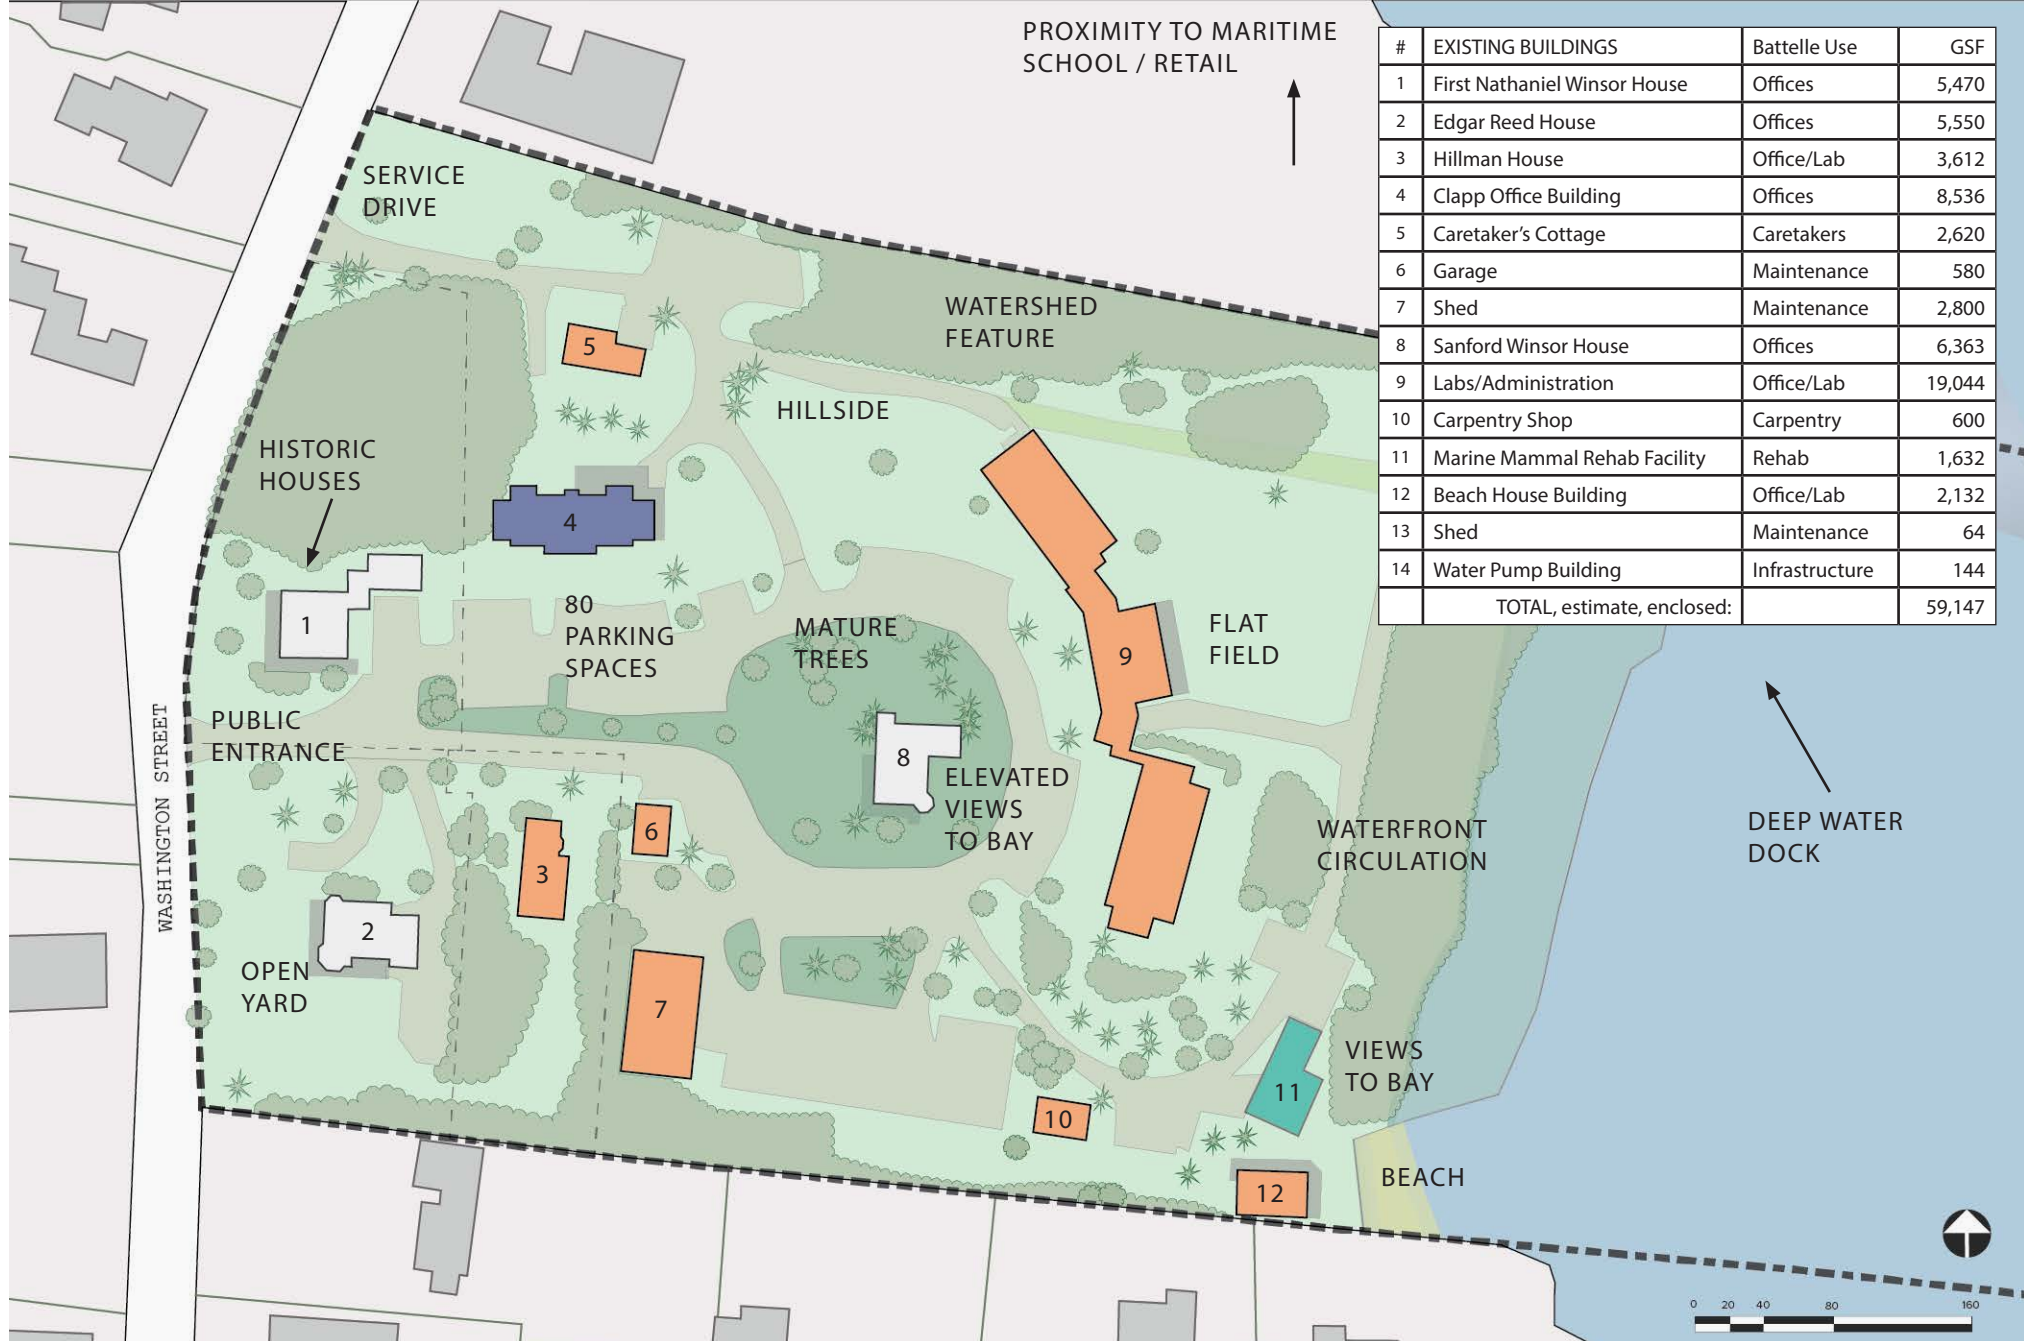 PROXIMITY TO MARITIME
SCHOOL / RETAIL
# EXISTING BUILDINGS Battelle Use GSF
1 First Nathaniel Winsor House Offices 5,470
2 Edgar Reed House Offices 5,550
3 Hillman House Office/Lab 3,612
4 Clapp Office Building Offices 8,536
5 Caretaker's Cottage Caretakers 2,620
6 Garage Maintenance 580
7 Shed Maintenance 2,800
8 Sanford Winsor House Offices 6,363
9 Labs/Administration Office/Lab 19,044
10 Carpentry Shop Carpentry 600
11 Marine Mammal Rehab Facility Rehab 1,632
12 Beach House Building Office/Lab 2,132
13 Shed Maintenance 64
14 Water Pump Building Infrastructure 144
TOTAL, estimate, enclosed: 59,147
SERVICE
DRIVE
WATERSHED
FEATURE
5
HILLSIDE
HISTORIC
HOUSES
4
1
80
PARKING
SPACES
MATURE
TREES
9
FLAT
FIELD
PUBLIC
ENTRANCE
WASHINGTON STREET
8
ELEVATED
VIEWS
TO BAY
6
3
2
WATERFRONT
CIRCULATION
DEEP WATER
DOCK
OPEN
YARD
7
VIEWS
TO BAY
11
10
BEACH
12
0 20 40 80 160